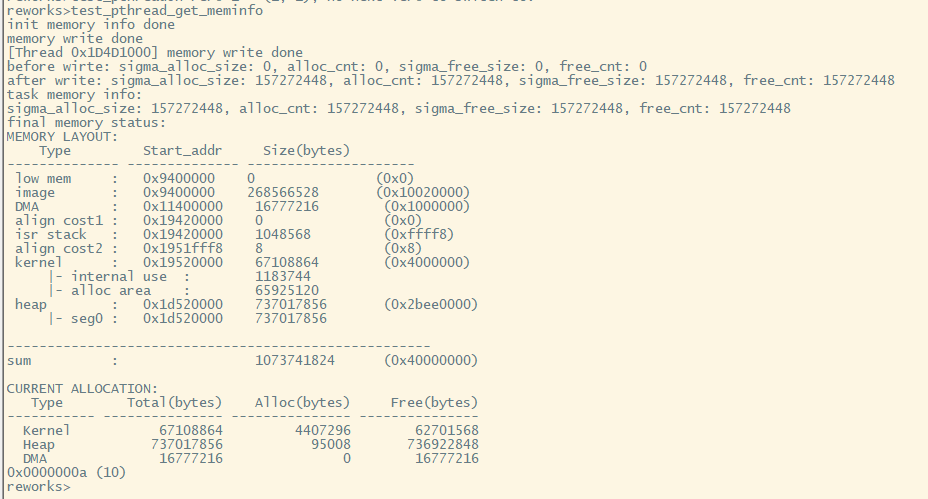 reworks>test_pthread_get_meminfo
init memory info done
memory write done
[Thread 0x1D4D1000] memory write done
before wirte: sigma_alloc_size: 0, alloc_cnt: 0, sigma_free_size: 0, free_cnt: 0
after write: sigma_alloc_size: 157272448, alloc_cnt: 157272448, sigma_free_size: 157272448, free_cnt: 157272448
task memory info:
sigma_alloc_size: 157272448, alloc_cnt: 157272448, sigma_free_size: 157272448, free_cnt: 157272448
final memory status:
MEMORY LAYOUT:
    Type         Start_addr     Size(bytes)
-------------- -------------- ---------------------
 low mem     :   0x9400000    0               (0x0)
 image       :   0x9400000    268566528       (0x10020000)
 DMA         :   0x11400000    16777216        (0x1000000)
 align cost1 :   0x19420000    0               (0x0)
 isr stack   :   0x19420000    1048568         (0xffff8)
 align cost2 :   0x1951fff8    8               (0x8)
 kernel      :   0x19520000    67108864        (0x4000000)
     |- internal use  :        1183744
     |- alloc area    :        65925120
 heap        :   0x1d520000    737017856       (0x2bee0000)
     |- seg0 :   0x1d520000    737017856
-----------------------------------------------------
sum          :                 1073741824      (0x40000000)
CURRENT ALLOCATION:
   Type        Total(bytes)    Alloc(bytes)     Free(bytes)
----------- --------------- --------------- ---------------
  Kernel           67108864         4407296        62701568
  Heap            737017856           95008       736922848
  DMA              16777216               0        16777216
0x0000000a (10)
reworks>